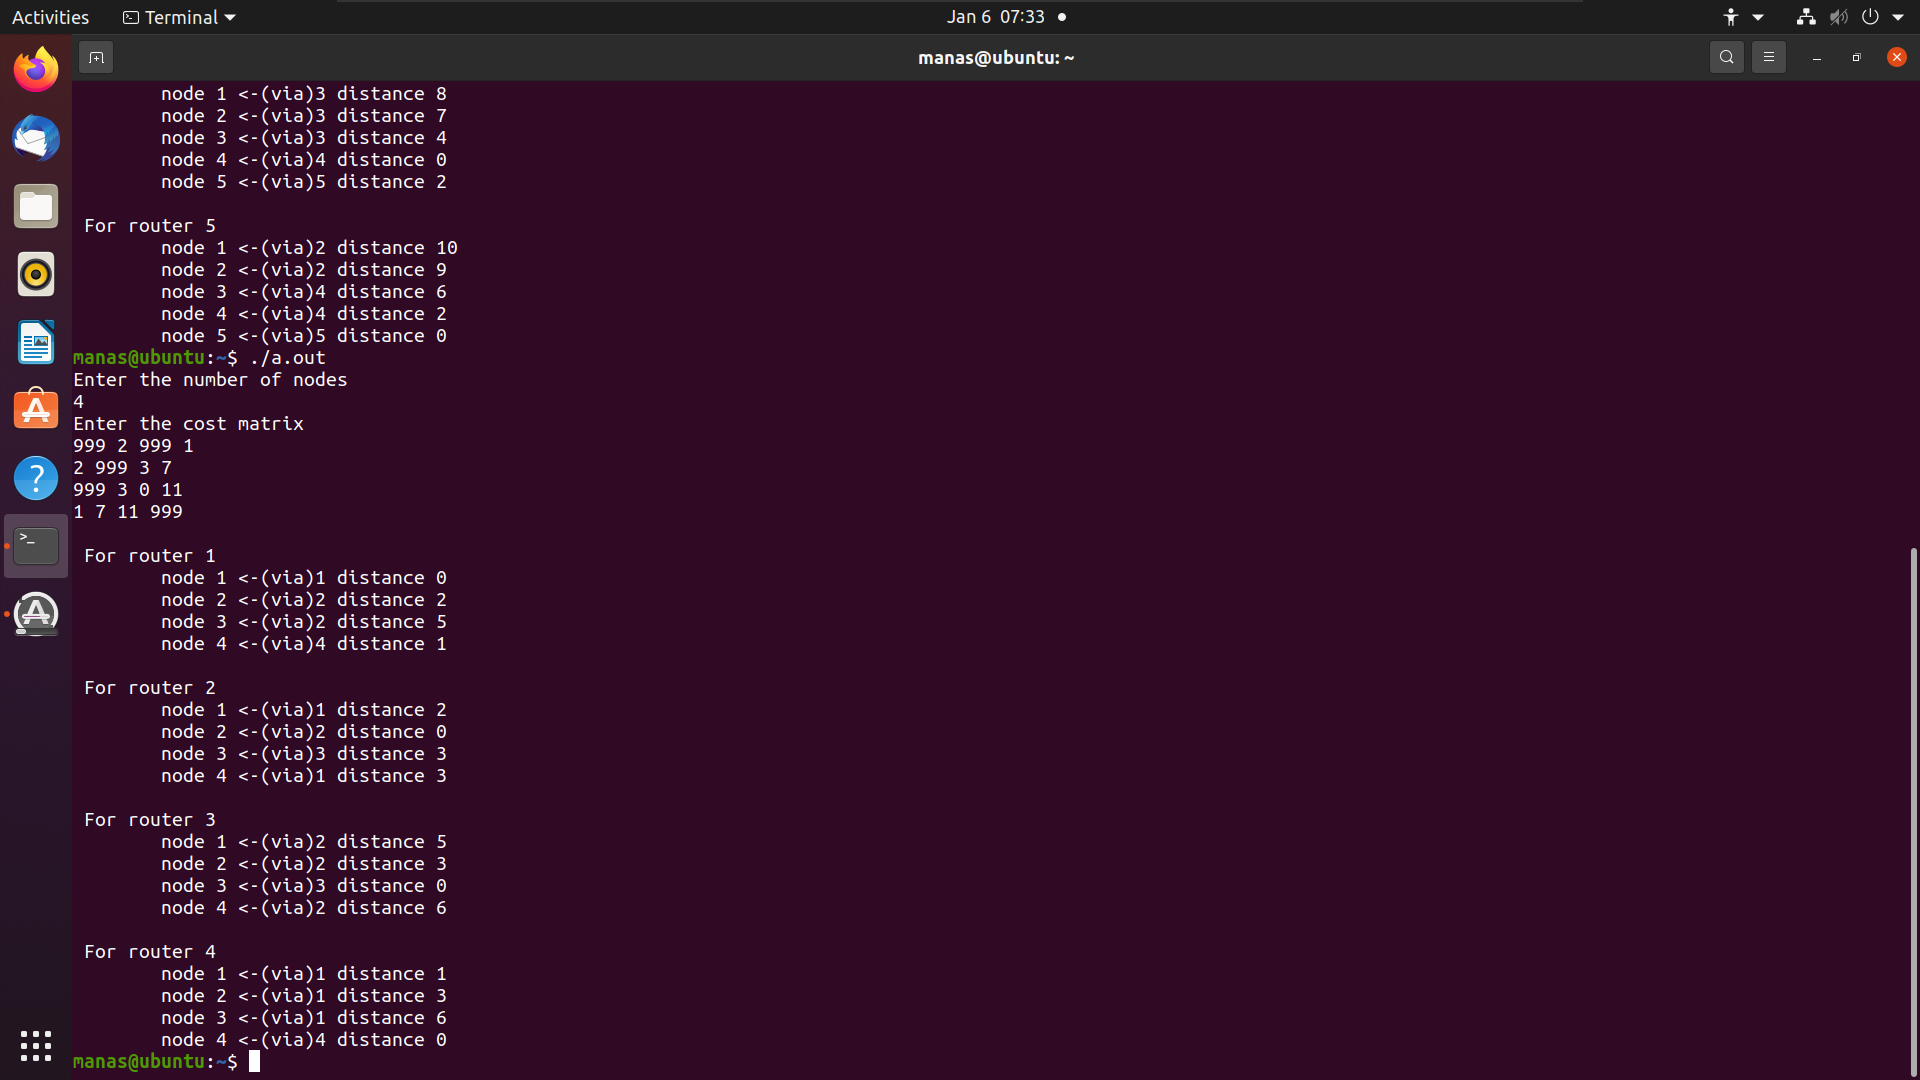 Activities Terminal Jan 6 07:33
manas@ubuntu: ~
node 1 <-(via)3 distance 8
node 2 <-(via)3 distance 7
node 3 <-(via)3 distance 4
node 4 <-(via)4 distance 0
node 5 <-(via)5 distance 2
For router 5
node 1 <-(via)2 distance 10
node 2 <-(via)2 distance 9
node 3 <-(via)4 distance 6
node 4 <-(via)4 distance 2
node 5 <-(via)5 distance 0
manas@ubuntu:~$ ./a.out
Enter the number of nodes
4
Enter the cost matrix
999 2 999 1
2 999 3 7
999 3 0 11
1 7 11 999
For router 1
node 1 <-(via)1 distance 0
node 2 <-(via)2 distance 2
node 3 <-(via)2 distance 5
node 4 <-(via)4 distance 1
For router 2
node 1 <-(via)1 distance 2
node 2 <-(via)2 distance 0
node 3 <-(via)3 distance 3
node 4 <-(via)1 distance 3
For router 3
node 1 <-(via)2 distance 5
node 2 <-(via)2 distance 3
node 3 <-(via)3 distance 0
node 4 <-(via)2 distance 6
For router 4
node 1 <-(via)1 distance 1
node 2 <-(via)1 distance 3
node 3 <-(via)1 distance 6
node 4 <-(via)4 distance 0
manas@ubuntu:~$